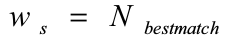 w s = N bestmatch